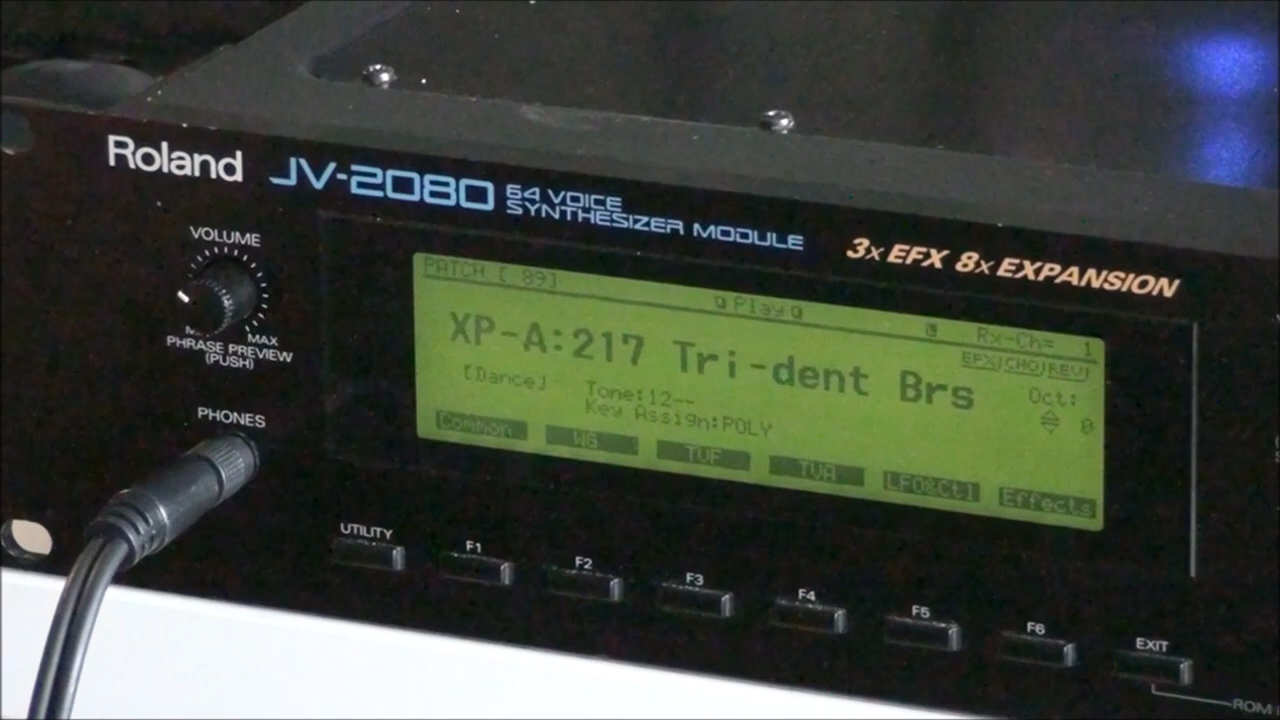 Roland JV-2080 64 VOICE
SYNTHESIZER MODULE
3x EFX 8x EXPANSION
VOLUME
MAX
PHRASE PREVIEW
(PUSH)
PHONES
PATCH [ 89]
Play
Rx-Ch= 1
XP-A:217 Tri-dent Brs
EFX CHO REV
[Dance] Tone:12--
Oct:
Key Assign:POLY
0
Common WG TVF TVA LFO&Ctl Effects
UTILITY F1 F2 F3 F4 F5 F6 EXIT
ROM